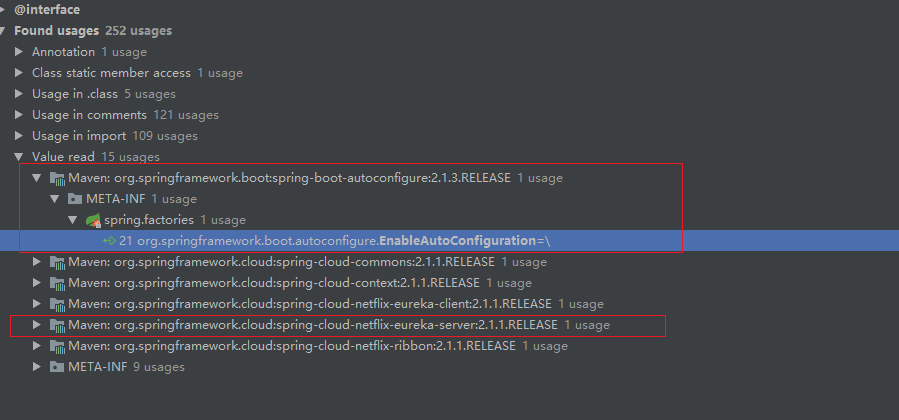 @interface
Found usages 252 usages
Annotation 1 usage
Class static member access 1 usage
Usage in .class 5 usages
Usage in comments 121 usages
Usage in import 109 usages
Value read 15 usages
Maven: org.springframework.boot:spring-boot-autoconfigure:2.1.3.RELEASE 1 usage
META-INF 1 usage
spring.factories 1 usage
21 org.springframework.boot.autoconfigure.EnableAutoConfiguration=\
Maven: org.springframework.cloud:spring-cloud-commons:2.1.1.RELEASE 1 usage
Maven: org.springframework.cloud:spring-cloud-context:2.1.1.RELEASE 1 usage
Maven: org.springframework.cloud:spring-cloud-netflix-eureka-client:2.1.1.RELEASE 1 usage
Maven: org.springframework.cloud:spring-cloud-netflix-eureka-server:2.1.1.RELEASE 1 usage
Maven: org.springframework.cloud:spring-cloud-netflix-ribbon:2.1.1.RELEASE 1 usage
META-INF 9 usages